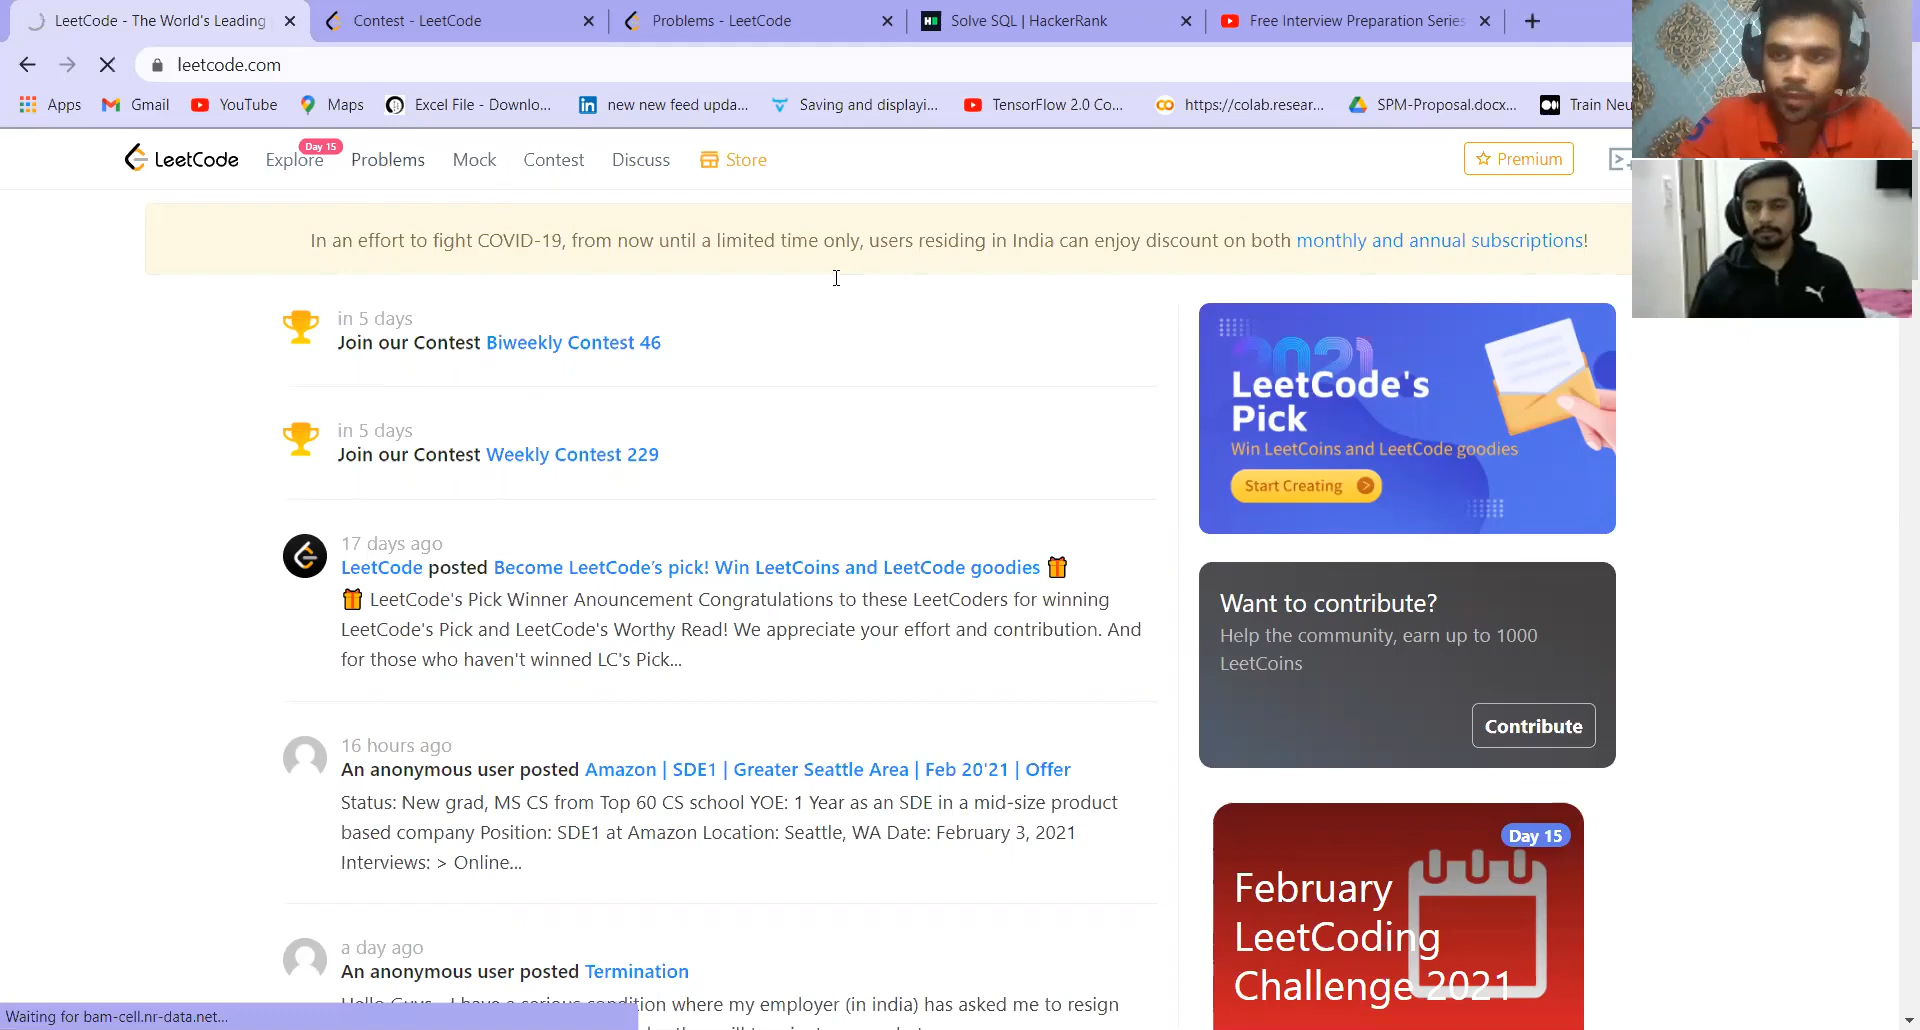 LeetCode - The World's Leading
Contest - LeetCode
Problems - LeetCode
Solve SQL | HackerRank
Free Interview Preparation Series
leetcode.com
Apps
Gmail
YouTube
Maps
Excel File - Downlo...
new new feed upda...
Saving and displayi...
TensorFlow 2.0 Co...
https://colab.resear...
SPM-Proposal.docx...
Train Neu
LeetCode
Explore
Day 15
Problems
Mock
Contest
Discuss
Store
Premium
In an effort to fight COVID-19, from now until a limited time only, users residing in India can enjoy discount on both monthly and annual subscriptions!
in 5 days
Join our Contest Biweekly Contest 46
in 5 days
Join our Contest Weekly Contest 229
17 days ago
LeetCode posted Become LeetCode's pick! Win LeetCoins and LeetCode goodies 🎁
🎁 LeetCode's Pick Winner Anouncement Congratulations to these LeetCoders for winning
LeetCode's Pick and LeetCode's Worthy Read! We appreciate your effort and contribution. And
for those who haven't winned LC's Pick...
16 hours ago
An anonymous user posted Amazon | SDE1 | Greater Seattle Area | Feb 20'21 | Offer
Status: New grad, MS CS from Top 60 CS school YOE: 1 Year as an SDE in a mid-size product
based company Position: SDE1 at Amazon Location: Seattle, WA Date: February 3, 2021
Interviews: > Online...
a day ago
An anonymous user posted Termination
Hello Guys, I have a serious condition where my employer (in india) has asked me to resign
2021
LeetCode's
Pick
Win LeetCoins and LeetCode goodies
Start Creating
Want to contribute?
Help the community, earn up to 1000
LeetCoins
Contribute
Day 15
February
LeetCoding
Challenge 2021
Waiting for bam-cell.nr-data.net...